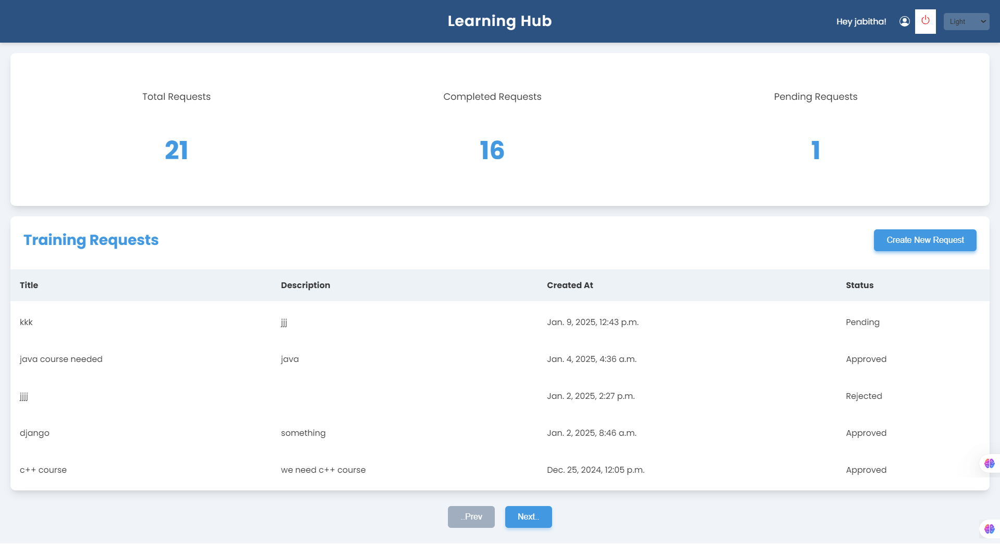 Learning Hub
Hey jabitha!
Light
Total Requests
Completed Requests
Pending Requests
21
16
1
Training Requests
Create New Request
Title Description Created At Status
kkk jjj Jan. 9, 2025, 12:43 p.m. Pending
java course needed java Jan. 4, 2025, 4:36 a.m. Approved
jjjj Jan. 2, 2025, 2:27 p.m. Rejected
django something Jan. 2, 2025, 8:46 a.m. Approved
c++ course we need c++ course Dec. 25, 2024, 12:05 p.m. Approved
..Prev
Next..